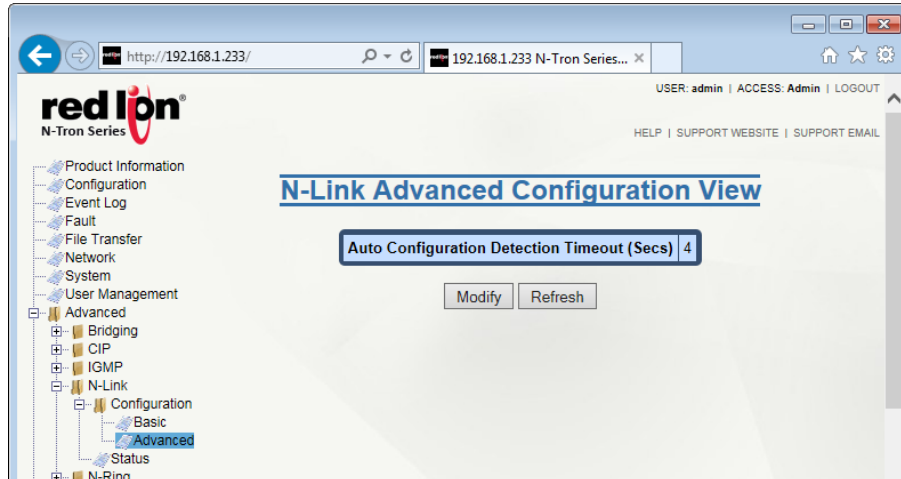 http://192.168.1.233/
192.168.1.233 N-Tron Series...
USER: admin | ACCESS: Admin | LOGOUT
red lion®
N-Tron Series
HELP | SUPPORT WEBSITE | SUPPORT EMAIL
Product Information
Configuration
Event Log
Fault
File Transfer
Network
System
User Management
Advanced
Bridging
CIP
IGMP
N-Link
Configuration
Basic
Advanced
Status
N-Ring
N-Link Advanced Configuration View
Auto Configuration Detection Timeout (Secs) 4
Modify Refresh